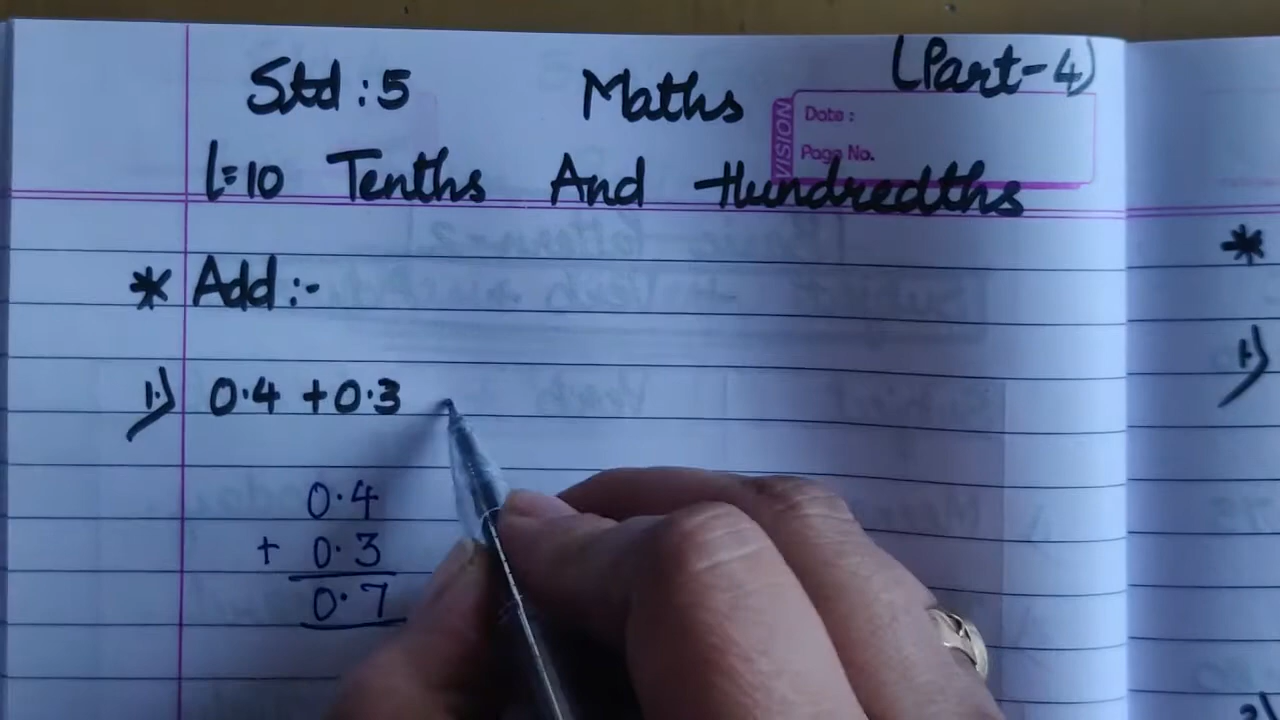 (Part-4)
Std : 5 Maths
VISION
Date :
Page No.
L=10 Tenths And Hundredths
* Add :-
1.) 0.4 + 0.3
0.4
+ 0.3
0.7
*
1.)